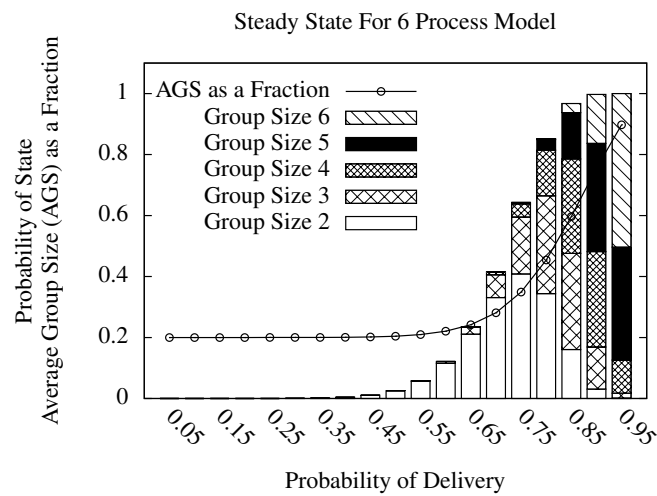 Steady State For 6 Process Model
Probability of State
Average Group Size (AGS) as a Fraction
1
0.8
0.6
0.4
0.2
0
AGS as a Fraction
Group Size 6
Group Size 5
Group Size 4
Group Size 3
Group Size 2
0.05 0.15 0.25 0.35 0.45 0.55 0.65 0.75 0.85 0.95
Probability of Delivery